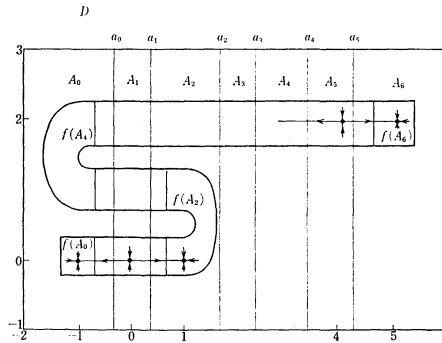 D
a₀ a₁ a₂ a₃ a₄ a₅
3
A₀ A₁ A₂ A₃ A₄ A₅ A₆
2
f(A₄) f(A₆)
f(A₂)
f(A₀)
0
-1
-2 -1 0 1 4 5